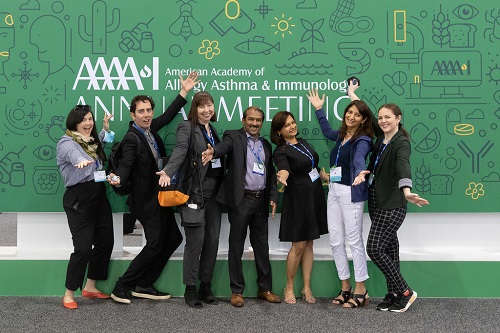 AAAAI
American Academy of
Allergy Asthma & Immunology
ANNUAL MEETING
AAAAI